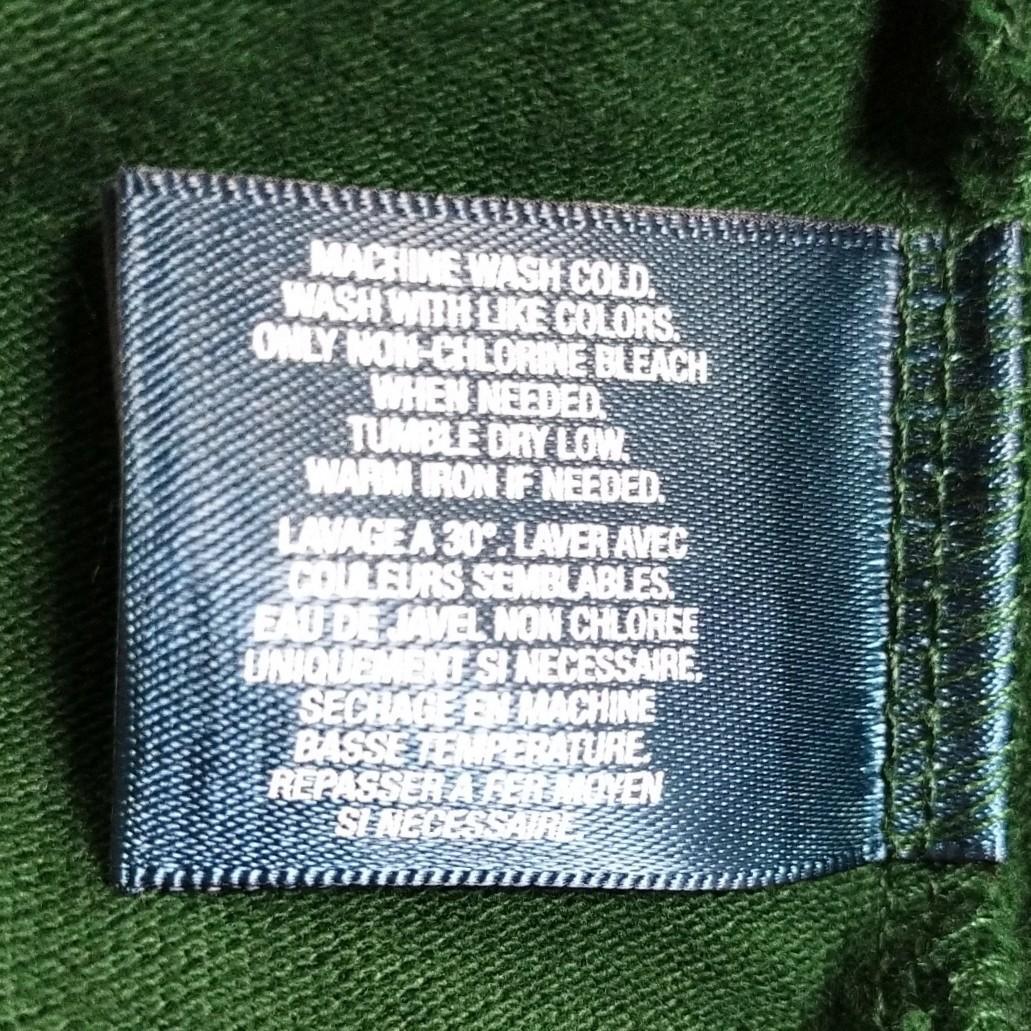 MACHINE WASH COLD.
WASH WITH LIKE COLORS.
ONLY NON-CHLORINE BLEACH
WHEN NEEDED.
TUMBLE DRY LOW.
WARM IRON IF NEEDED.
LAVAGE A 30°. LAVER AVEC
COULEURS SEMBLABLES.
EAU DE JAVEL NON CHLOREE
UNIQUEMENT SI NECESSAIRE.
SECHAGE EN MACHINE
BASSE TEMPERATURE.
REPASSER A FER MOYEN
SI NECESSAIRE.